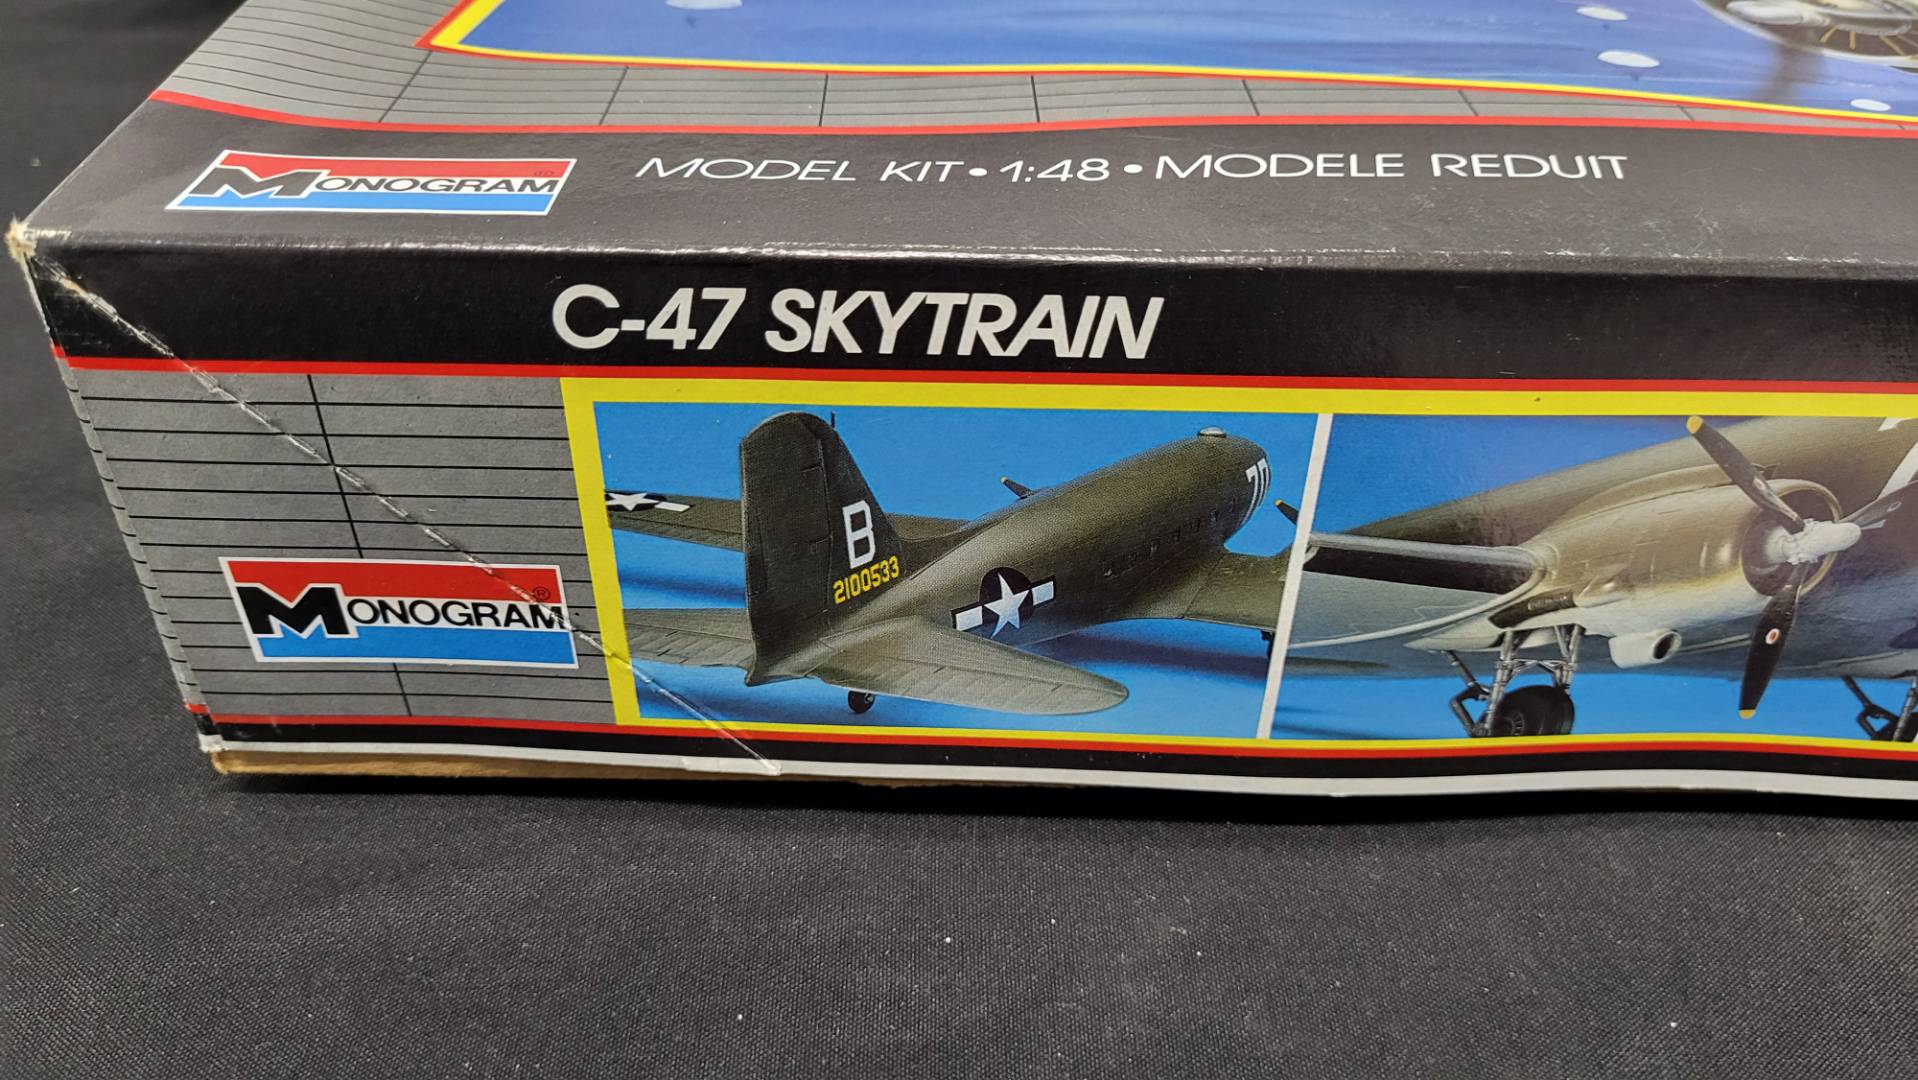 MONOGRAM
MODEL KIT • 1:48 • MODELE REDUIT
C-47 SKYTRAIN
B
2100533
MONOGRAM ®